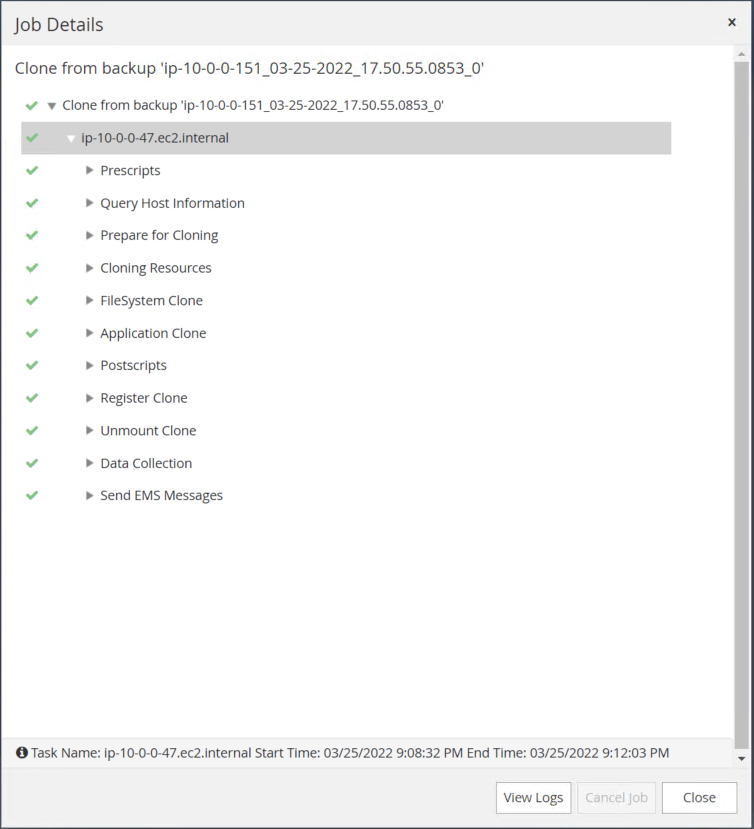 Job Details
Clone from backup 'ip-10-0-0-151_03-25-2022_17.50.55.0853_0'
Clone from backup 'ip-10-0-0-151_03-25-2022_17.50.55.0853_0'
ip-10-0-0-47.ec2.internal
Prescripts
Query Host Information
Prepare for Cloning
Cloning Resources
FileSystem Clone
Application Clone
Postscripts
Register Clone
Unmount Clone
Data Collection
Send EMS Messages
Task Name: ip-10-0-0-47.ec2.internal Start Time: 03/25/2022 9:08:32 PM End Time: 03/25/2022 9:12:03 PM
View Logs Cancel Job Close